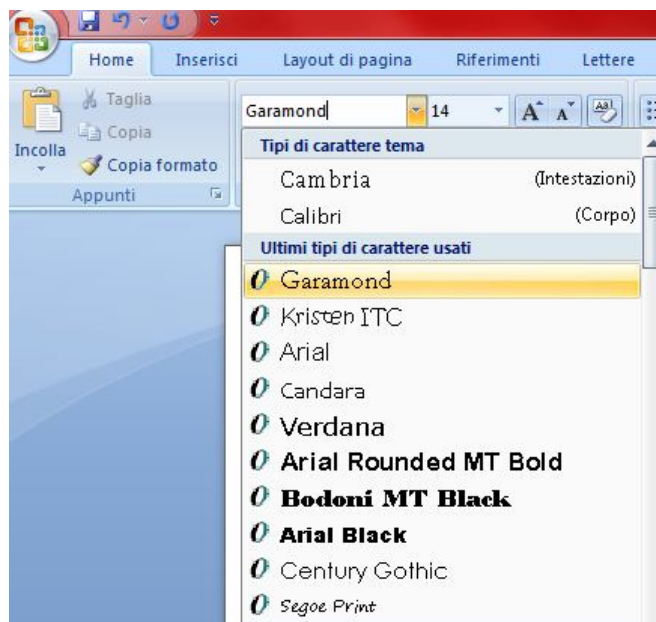 Home Inserisci Layout di pagina Riferimenti Lettere
Taglia
Copia
Incolla
Copia formato
Appunti
Garamond 14
Tipi di carattere tema
Cambria (Intestazioni)
Calibri (Corpo)
Ultimi tipi di carattere usati
Garamond
Kristen ITC
Arial
Candara
Verdana
Arial Rounded MT Bold
Bodoni MT Black
Arial Black
Century Gothic
Segoe Print